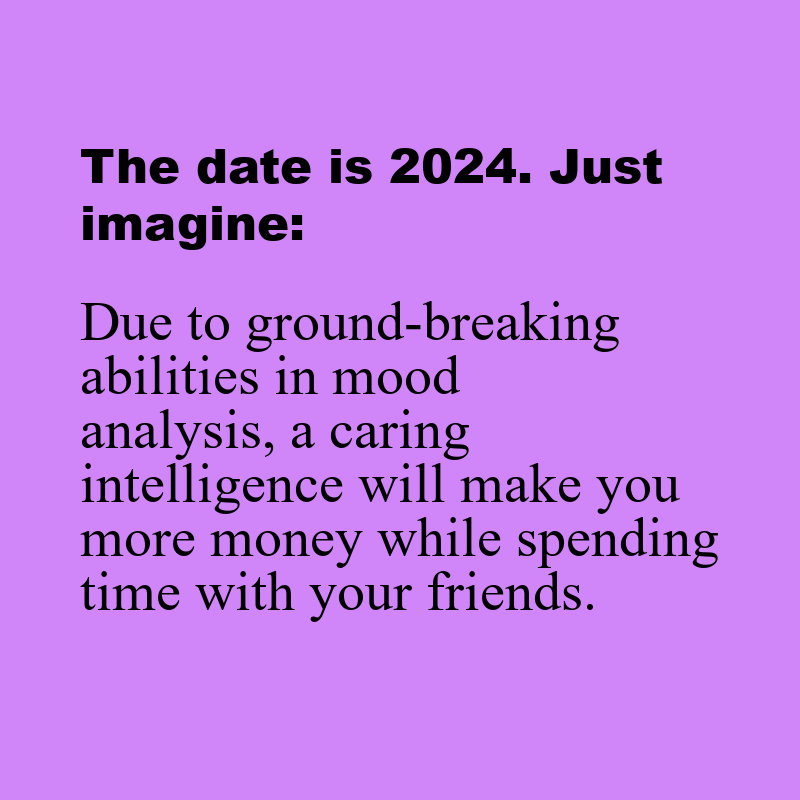 The date is 2024. Just
imagine:
Due to ground-breaking
abilities in mood
analysis, a caring
intelligence will make you
more money while spending
time with your friends.